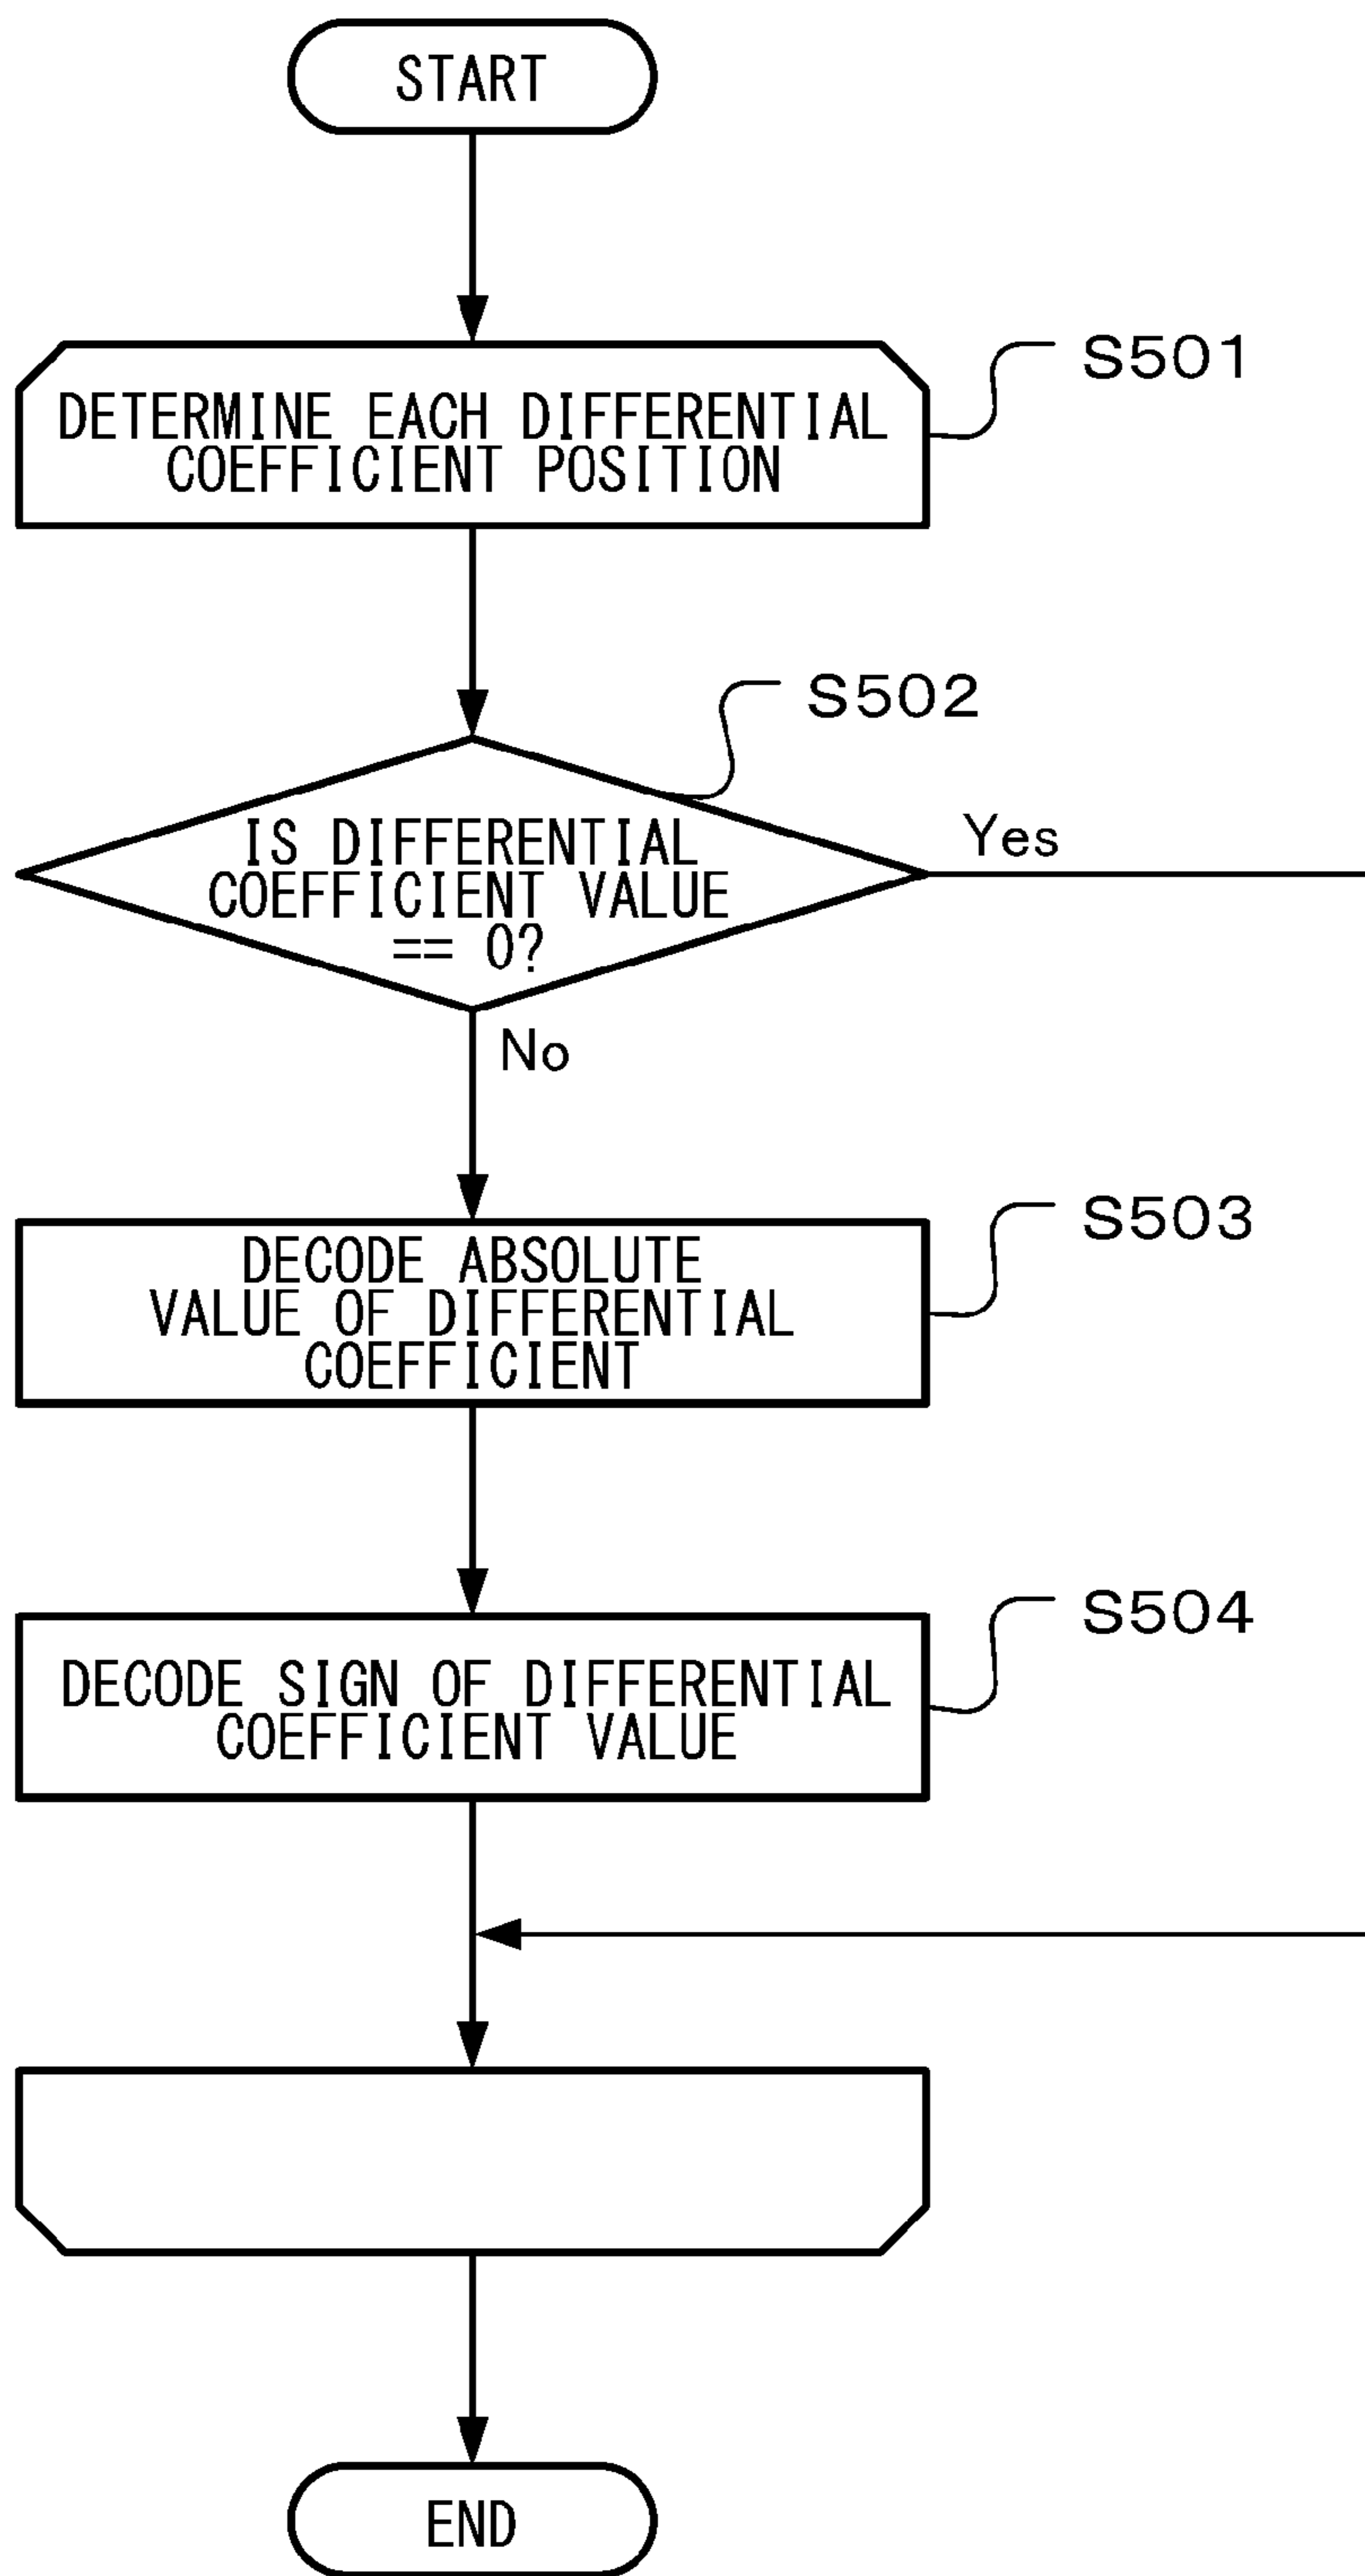 START
S501
DETERMINE EACH DIFFERENTIAL
COEFFICIENT POSITION
S502
IS DIFFERENTIAL
COEFFICIENT VALUE
== 0?
Yes
No
S503
DECODE ABSOLUTE
VALUE OF DIFFERENTIAL
COEFFICIENT
S504
DECODE SIGN OF DIFFERENTIAL
COEFFICIENT VALUE
END